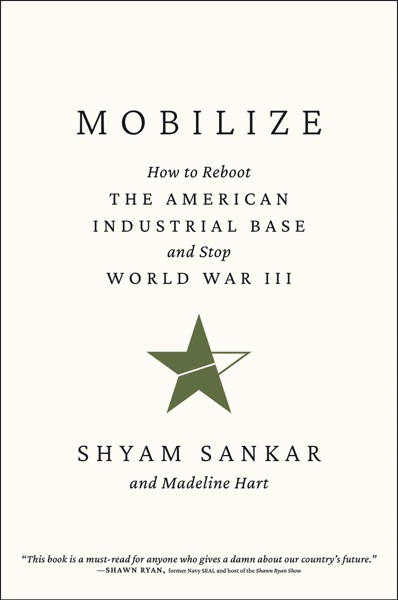 MOBILIZE
How to Reboot
THE AMERICAN
INDUSTRIAL BASE
and Stop
WORLD WAR III
SHYAM SANKAR
and Madeline Hart
“This book is a must-read for anyone who gives a damn about our country’s future.”
—SHAWN RYAN, former Navy SEAL and host of the Shawn Ryan Show